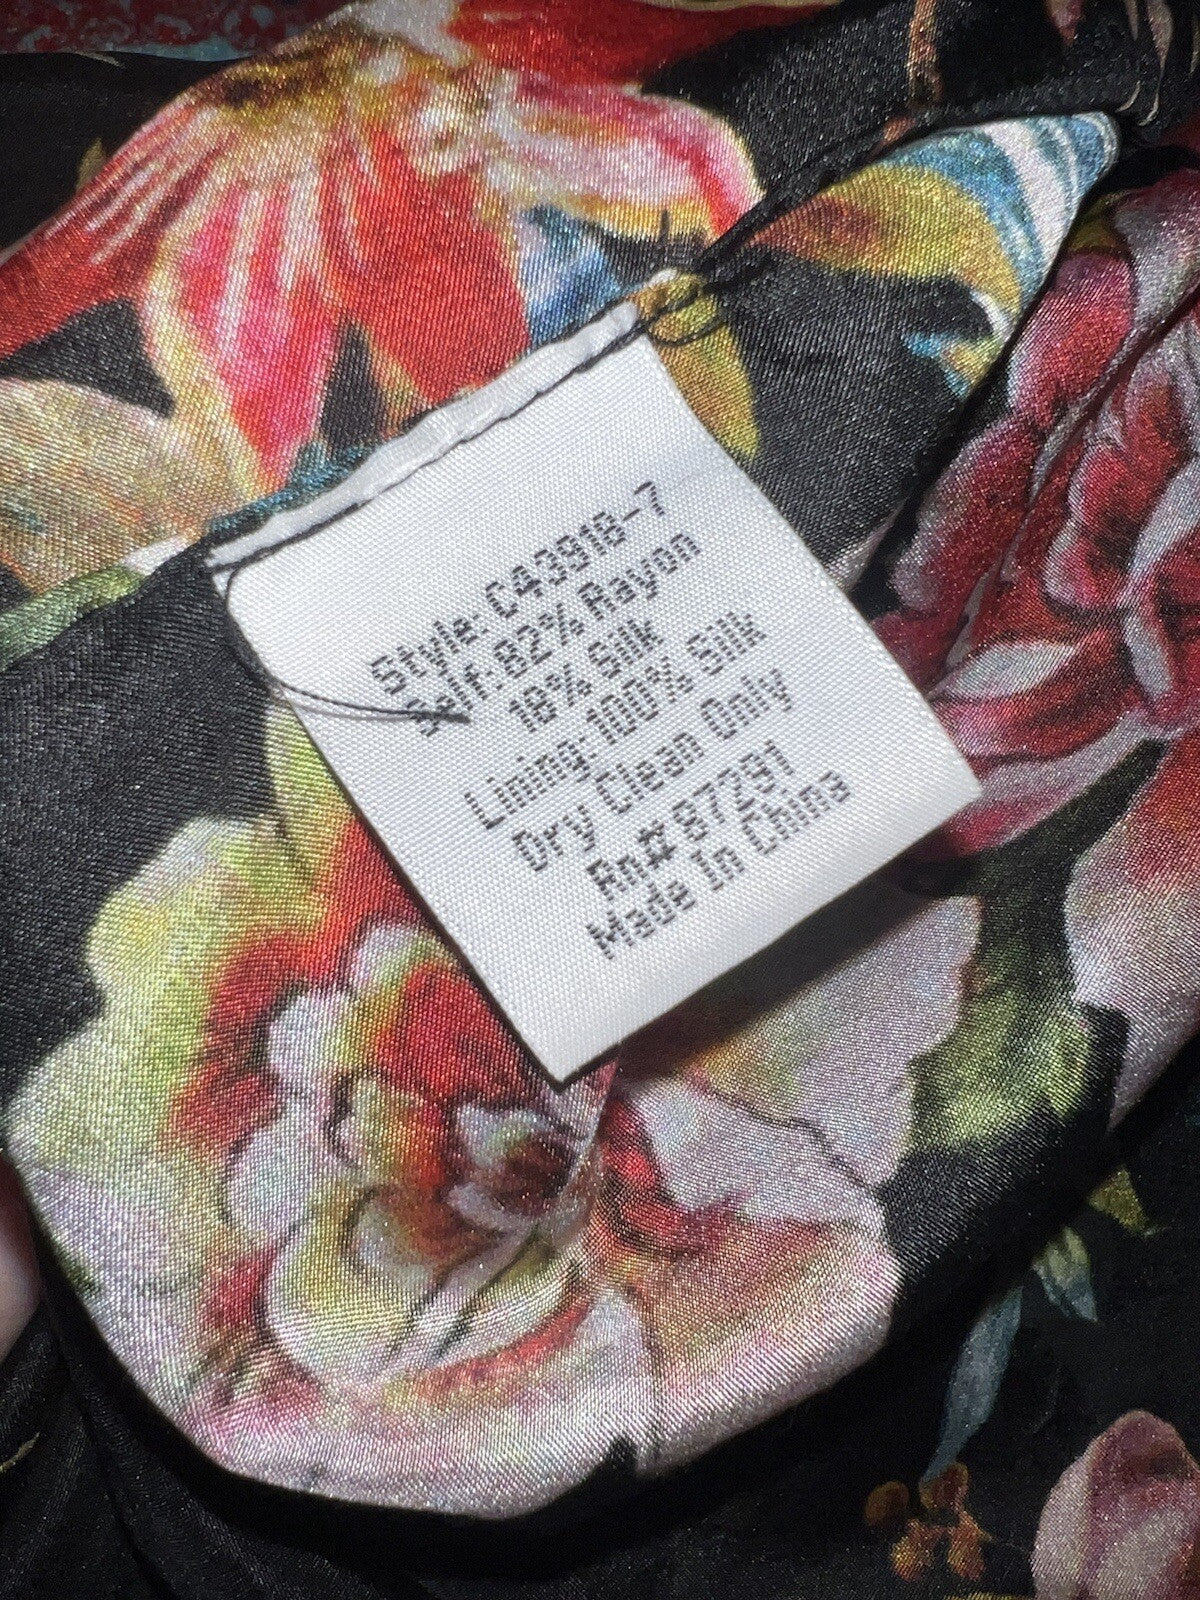 Style: C43918-7
Self: 82% Rayon
18% Silk
Lining: 100% Silk
Dry Clean Only
Rn# 87291
Made In China